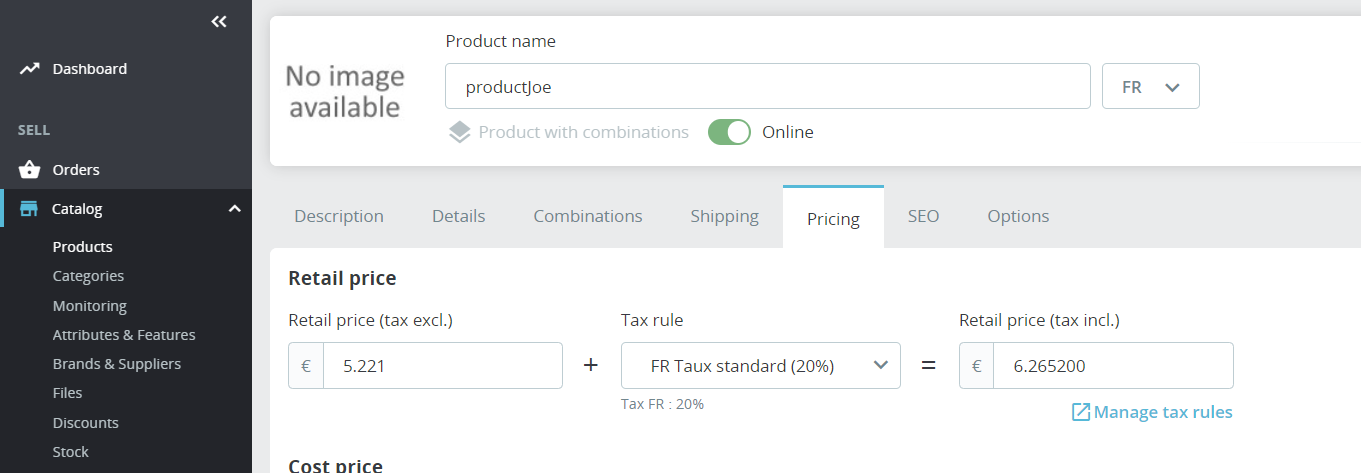 Dashboard
SELL
Orders
Catalog
Products
Categories
Monitoring
Attributes & Features
Brands & Suppliers
Files
Discounts
Stock
No image
available
Product name
productJoe
FR
Product with combinations
Online
Description
Details
Combinations
Shipping
Pricing
SEO
Options
Retail price
Retail price (tax excl.)
€ 5.221
+
Tax rule
FR Taux standard (20%)
Tax FR : 20%
=
Retail price (tax incl.)
€ 6.265200
Manage tax rules
Cost price